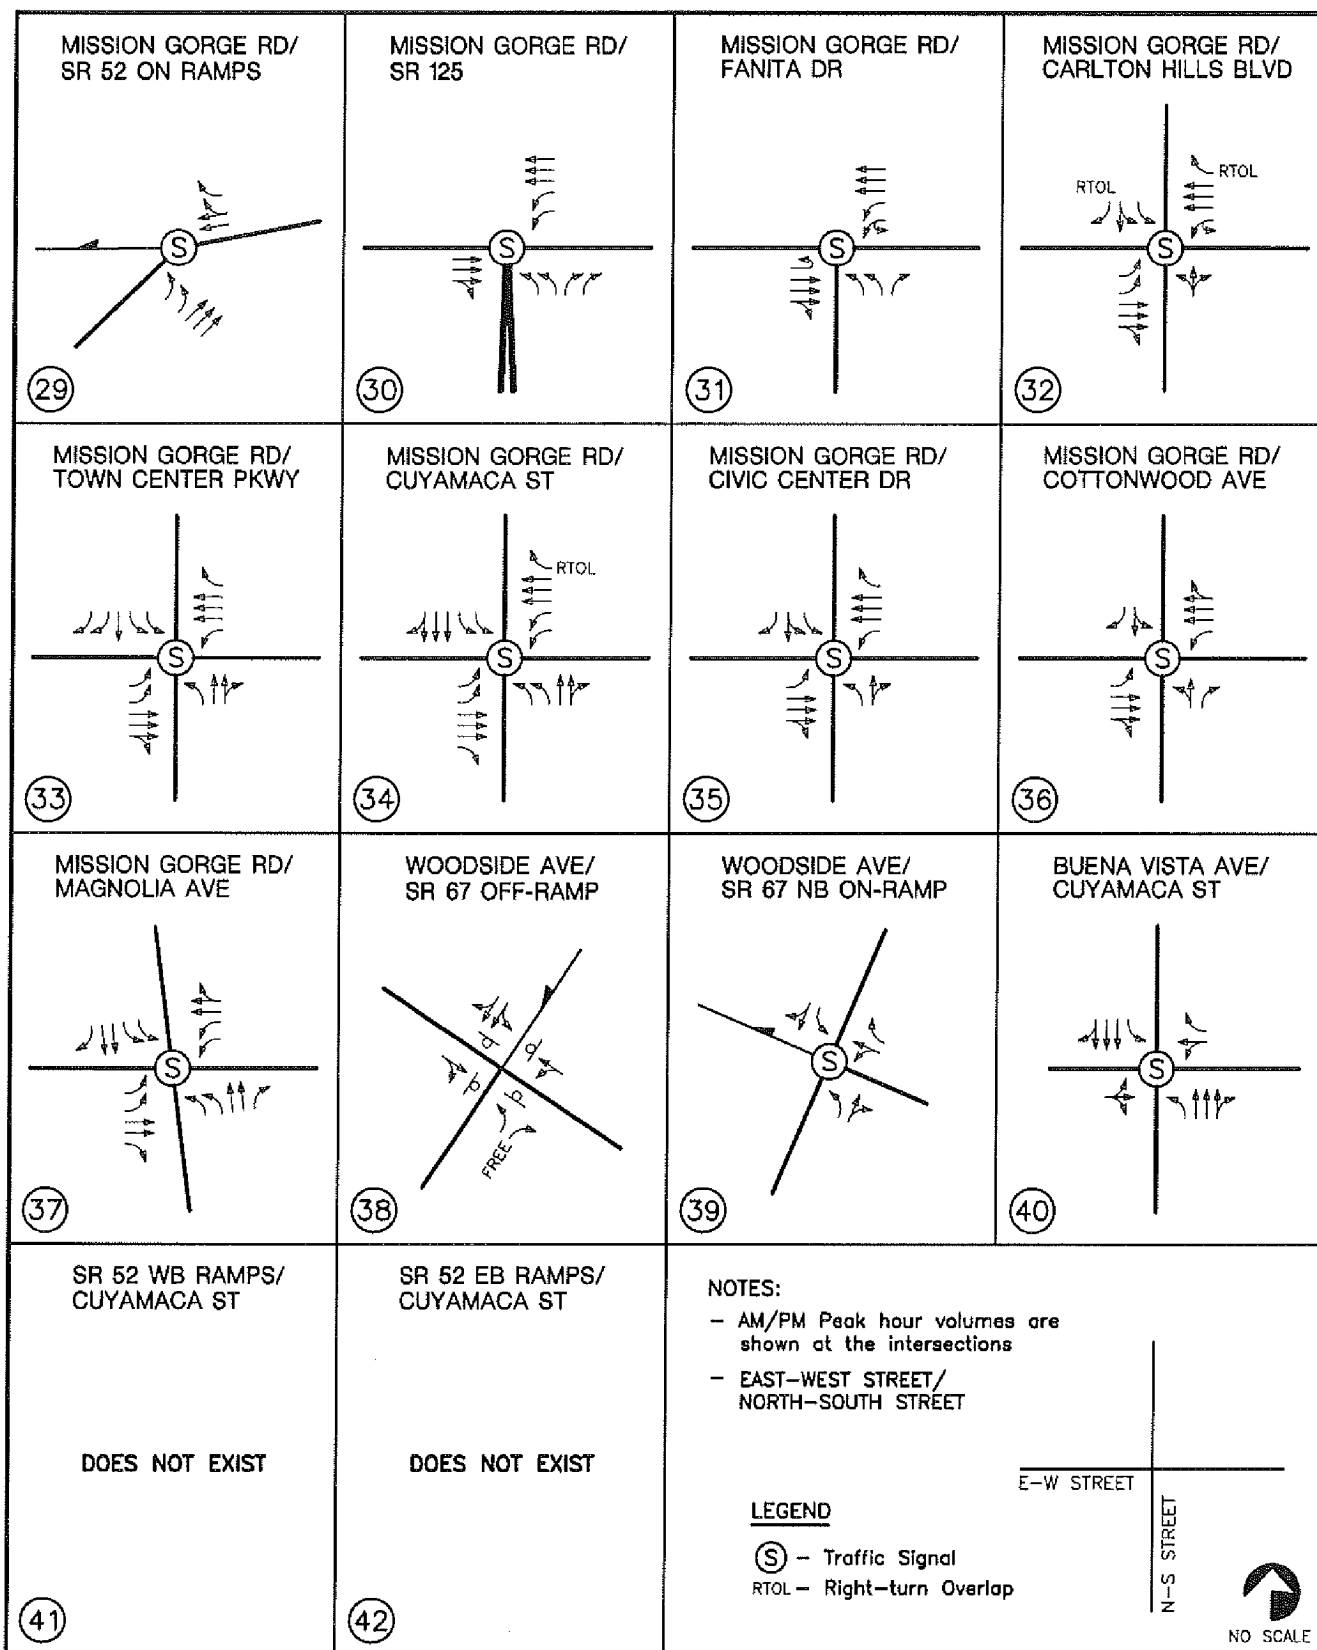 MISSION GORGE RD/
SR 52 ON RAMPS
S
29
MISSION GORGE RD/
SR 125
S
30
MISSION GORGE RD/
FANITA DR
S
31
MISSION GORGE RD/
CARLTON HILLS BLVD
RTOL
RTOL
S
32
MISSION GORGE RD/
TOWN CENTER PKWY
S
33
MISSION GORGE RD/
CUYAMACA ST
RTOL
S
34
MISSION GORGE RD/
CIVIC CENTER DR
S
35
MISSION GORGE RD/
COTTONWOOD AVE
S
36
MISSION GORGE RD/
MAGNOLIA AVE
S
37
WOODSIDE AVE/
SR 67 OFF-RAMP
FREE
38
WOODSIDE AVE/
SR 67 NB ON-RAMP
S
39
BUENA VISTA AVE/
CUYAMACA ST
S
40
SR 52 WB RAMPS/
CUYAMACA ST
DOES NOT EXIST
41
SR 52 EB RAMPS/
CUYAMACA ST
DOES NOT EXIST
42
NOTES:
– AM/PM Peak hour volumes are
shown at the intersections
– EAST–WEST STREET/
NORTH–SOUTH STREET
E–W STREET
N–S STREET
LEGEND
S – Traffic Signal
RTOL – Right–turn Overlap
NO SCALE